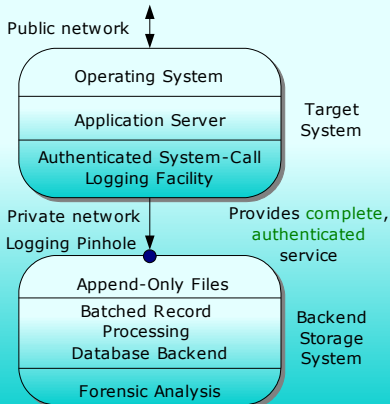 Public network
Operating System
Application Server
Target
System
Authenticated System-Call
Logging Facility
Private network
Logging Pinhole
Provides complete,
authenticated
service
Append-Only Files
Batched Record
Processing
Database Backend
Backend
Storage
System
Forensic Analysis